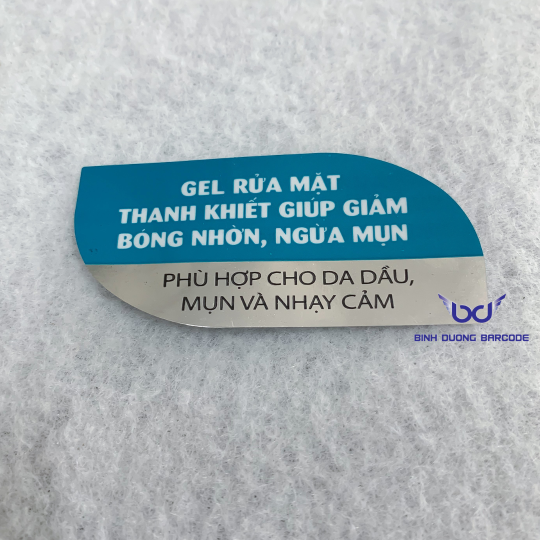 GEL RỬA MẶT
THANH KHIẾT GIÚP GIẢM
BÓNG NHỜN, NGỪA MỤN
PHÙ HỢP CHO DA DẦU,
MỤN VÀ NHẠY CẢM
BINH DUONG BARCODE